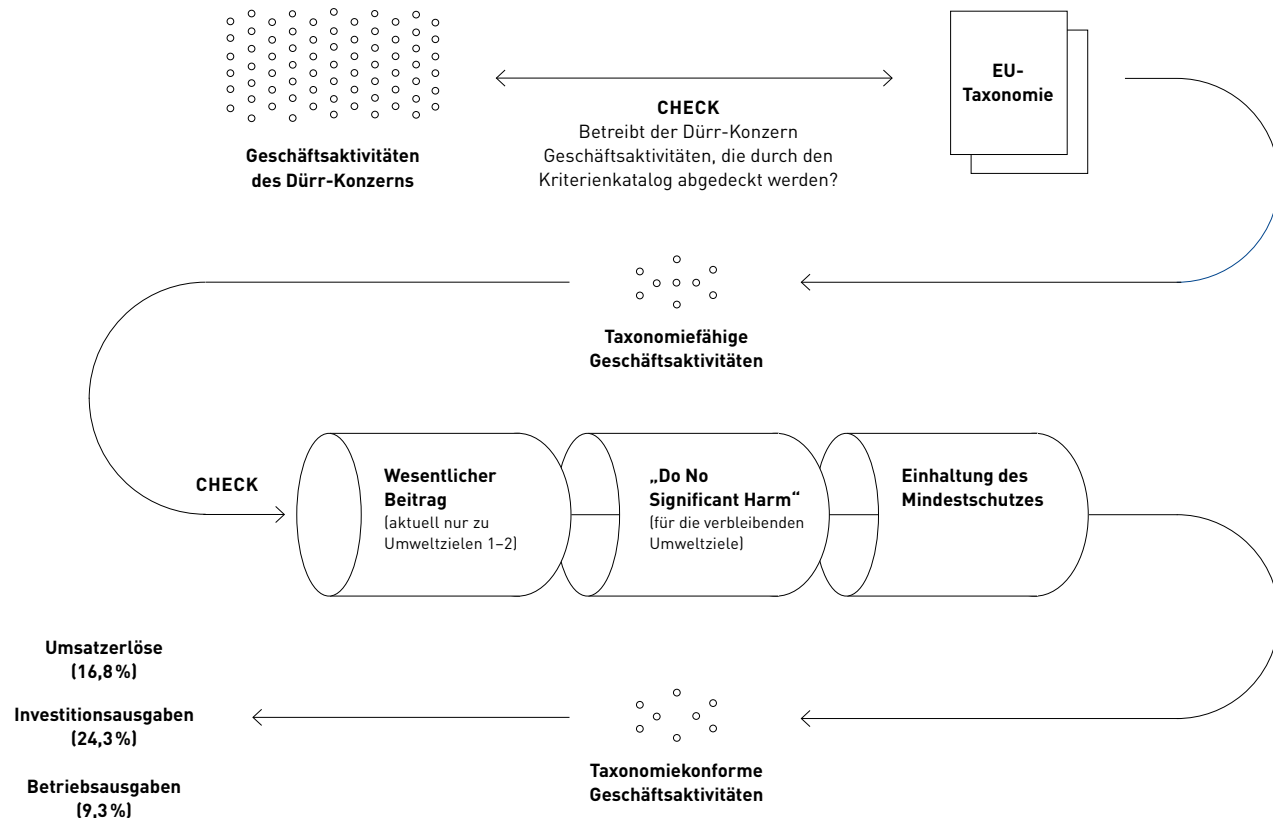 EU-
Taxonomie
CHECK
Betreibt der Dürr-Konzern
Geschäftsaktivitäten, die durch den
Kriterienkatalog abgedeckt werden?
Geschäftsaktivitäten
des Dürr-Konzerns
Taxonomiefähige
Geschäftsaktivitäten
CHECK
Wesentlicher
Beitrag
(aktuell nur zu
Umweltzielen 1–2)
„Do No
Significant Harm“
(für die verbleibenden
Umweltziele)
Einhaltung des
Mindestschutzes
Umsatzerlöse
(16,8 %)
Investitionsausgaben
(24,3 %)
Betriebsausgaben
(9,3 %)
Taxonomiekonforme
Geschäftsaktivitäten